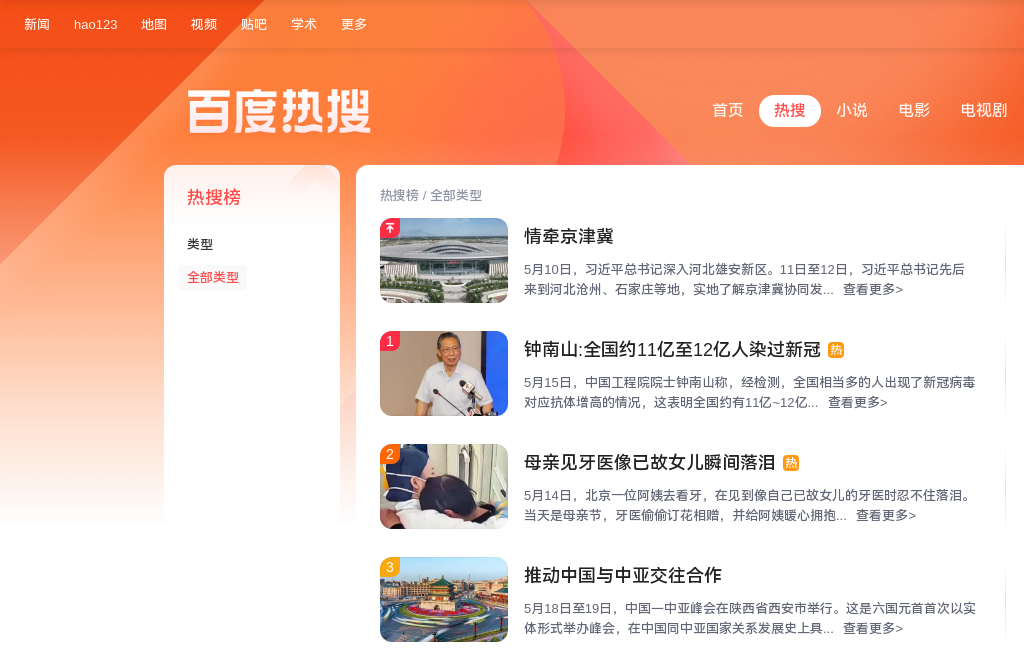 新闻 hao123 地图 视频 贴吧 学术 更多
百度热搜
首页 热搜 小说 电影 电视剧
热搜榜
类型
全部类型
热搜榜 / 全部类型
情牵京津冀
5月10日，习近平总书记深入河北雄安新区。11日至12日，习近平总书记先后
来到河北沧州、石家庄等地，实地了解京津冀协同发... 查看更多>
1
钟南山:全国约11亿至12亿人染过新冠 热
5月15日，中国工程院院士钟南山称，经检测，全国相当多的人出现了新冠病毒
对应抗体增高的情况，这表明全国约有11亿~12亿... 查看更多>
2
母亲见牙医像已故女儿瞬间落泪 热
5月14日，北京一位阿姨去看牙，在见到像自己已故女儿的牙医时忍不住落泪。
当天是母亲节，牙医偷偷订花相赠，并给阿姨暖心拥抱... 查看更多>
3
推动中国与中亚交往合作
5月18日至19日，中国一中亚峰会在陕西省西安市举行。这是六国元首首次以实
体形式举办峰会，在中国同中亚国家关系发展史上具... 查看更多>